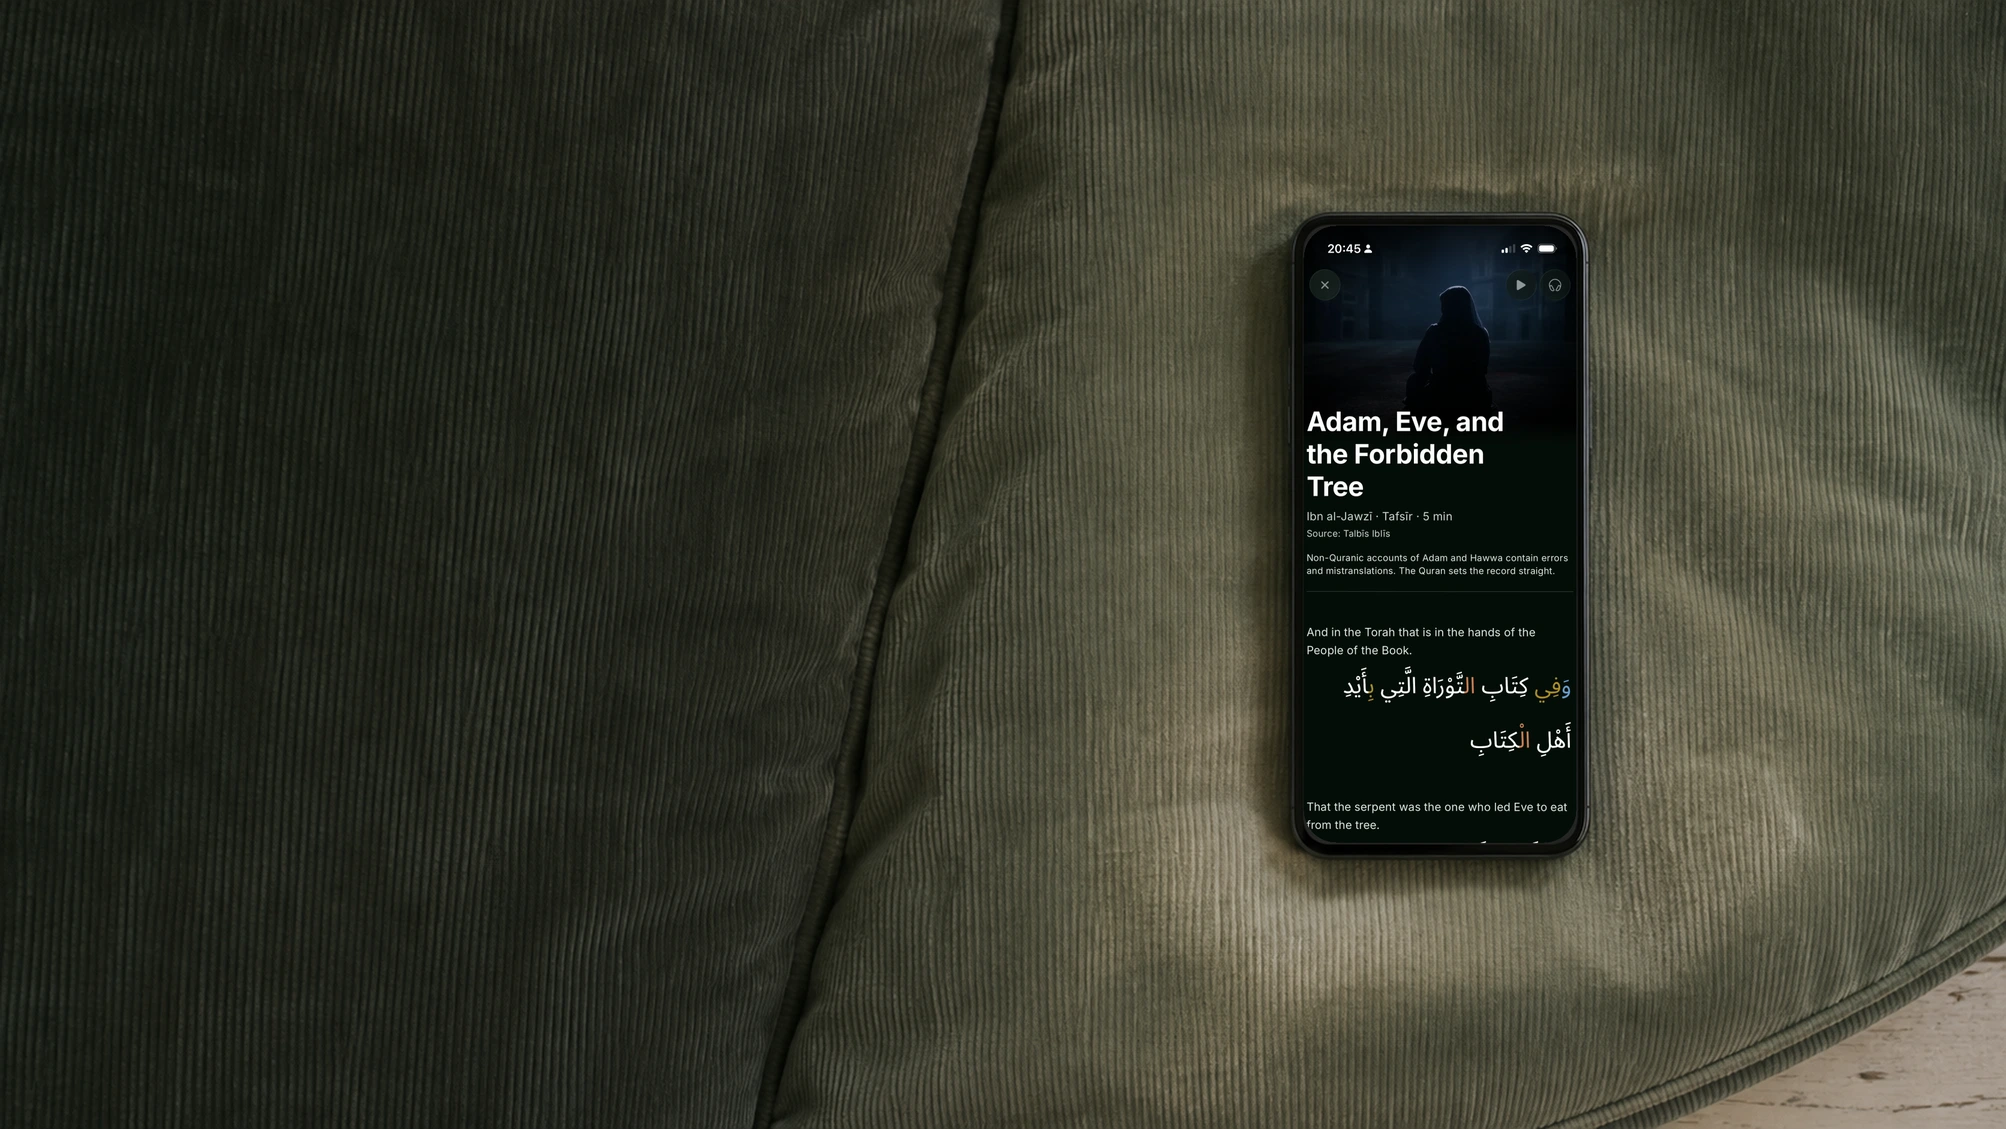 20:45
Adam, Eve, and
the Forbidden
Tree
Ibn al-Jawzī · Tafsīr · 5 min
Source: Talbīs Iblīs
Non-Quranic accounts of Adam and Hawwa contain errors
and mistranslations. The Quran sets the record straight.
And in the Torah that is in the hands of the
People of the Book.
وَفِي كِتَابِ التَّوْرَاةِ الَّتِي بِأَيْدِ
أَهْلِ الْكِتَابِ
That the serpent was the one who led Eve to eat
from the tree.